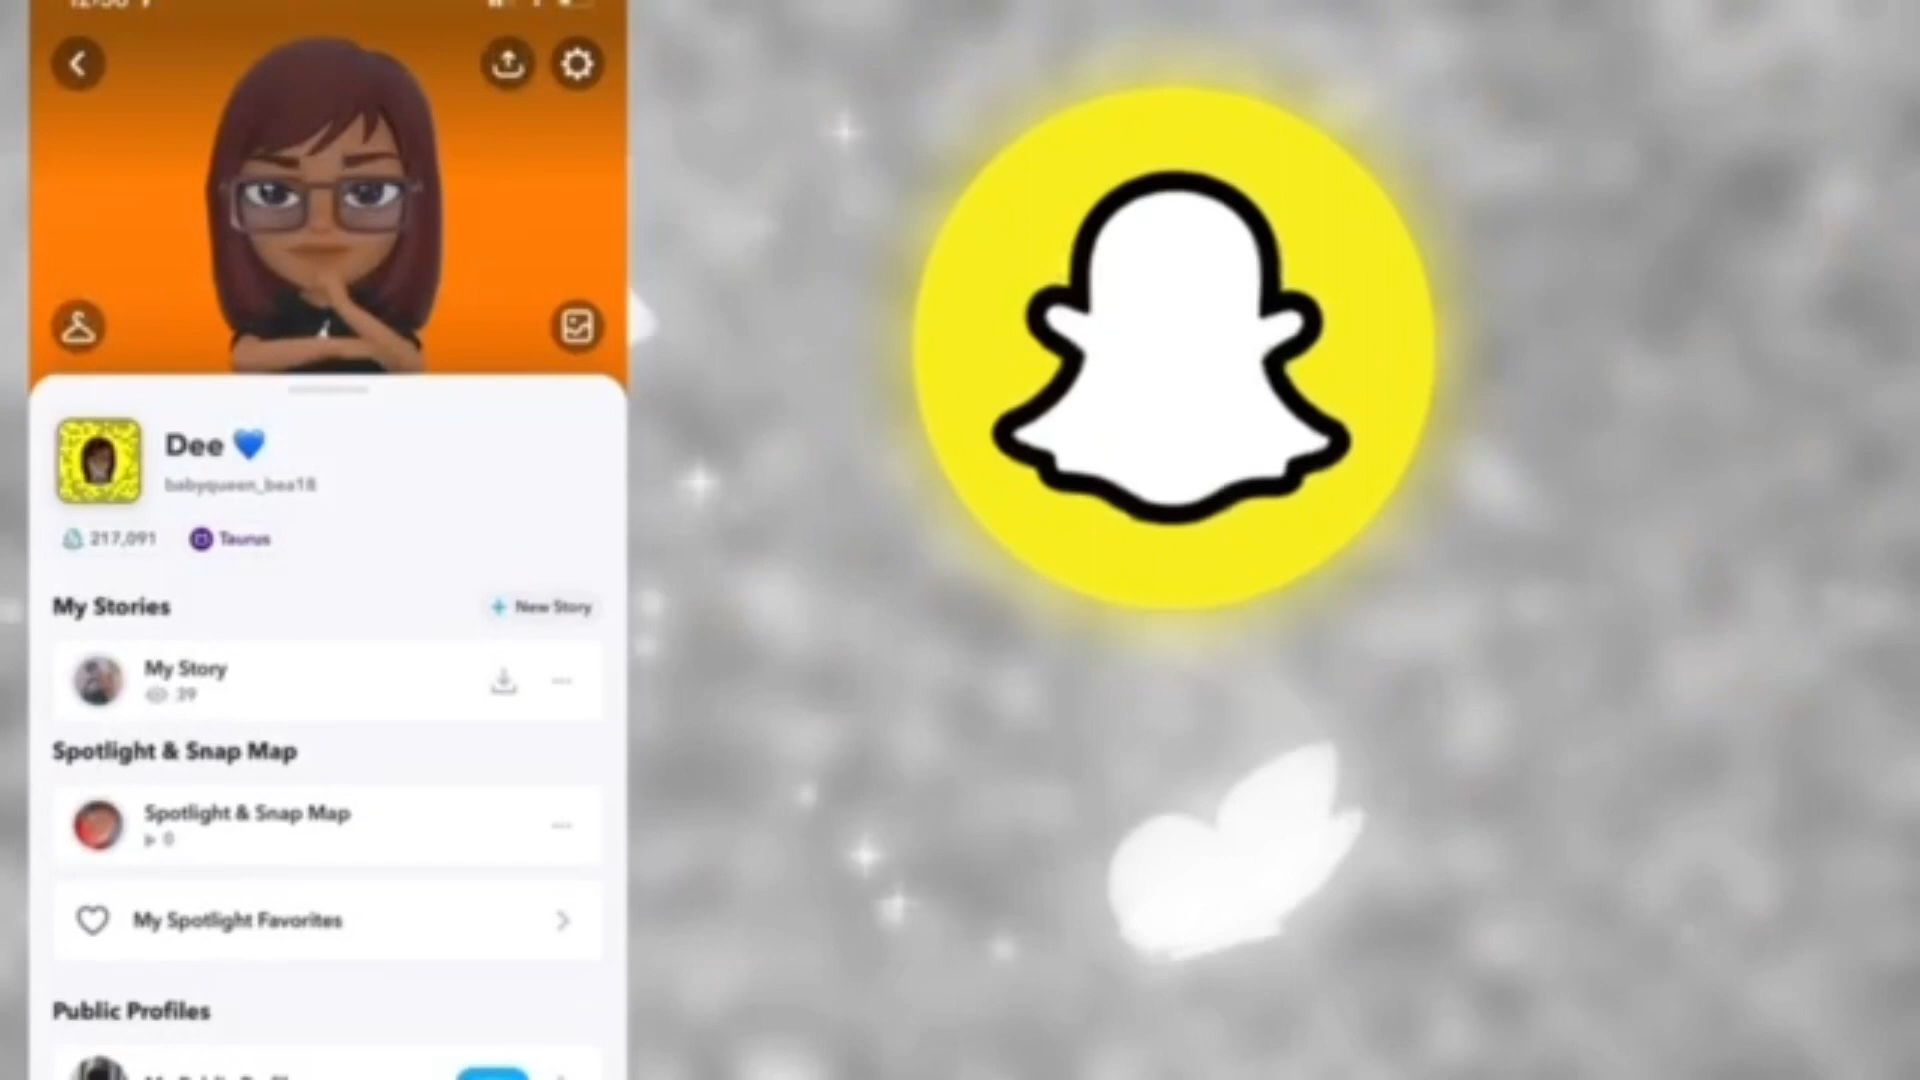 Dee 💙
babyqueen_bea18
217,091 Taurus
My Stories + New Story
My Story
39
Spotlight & Snap Map
Spotlight & Snap Map
0
My Spotlight Favorites
Public Profiles